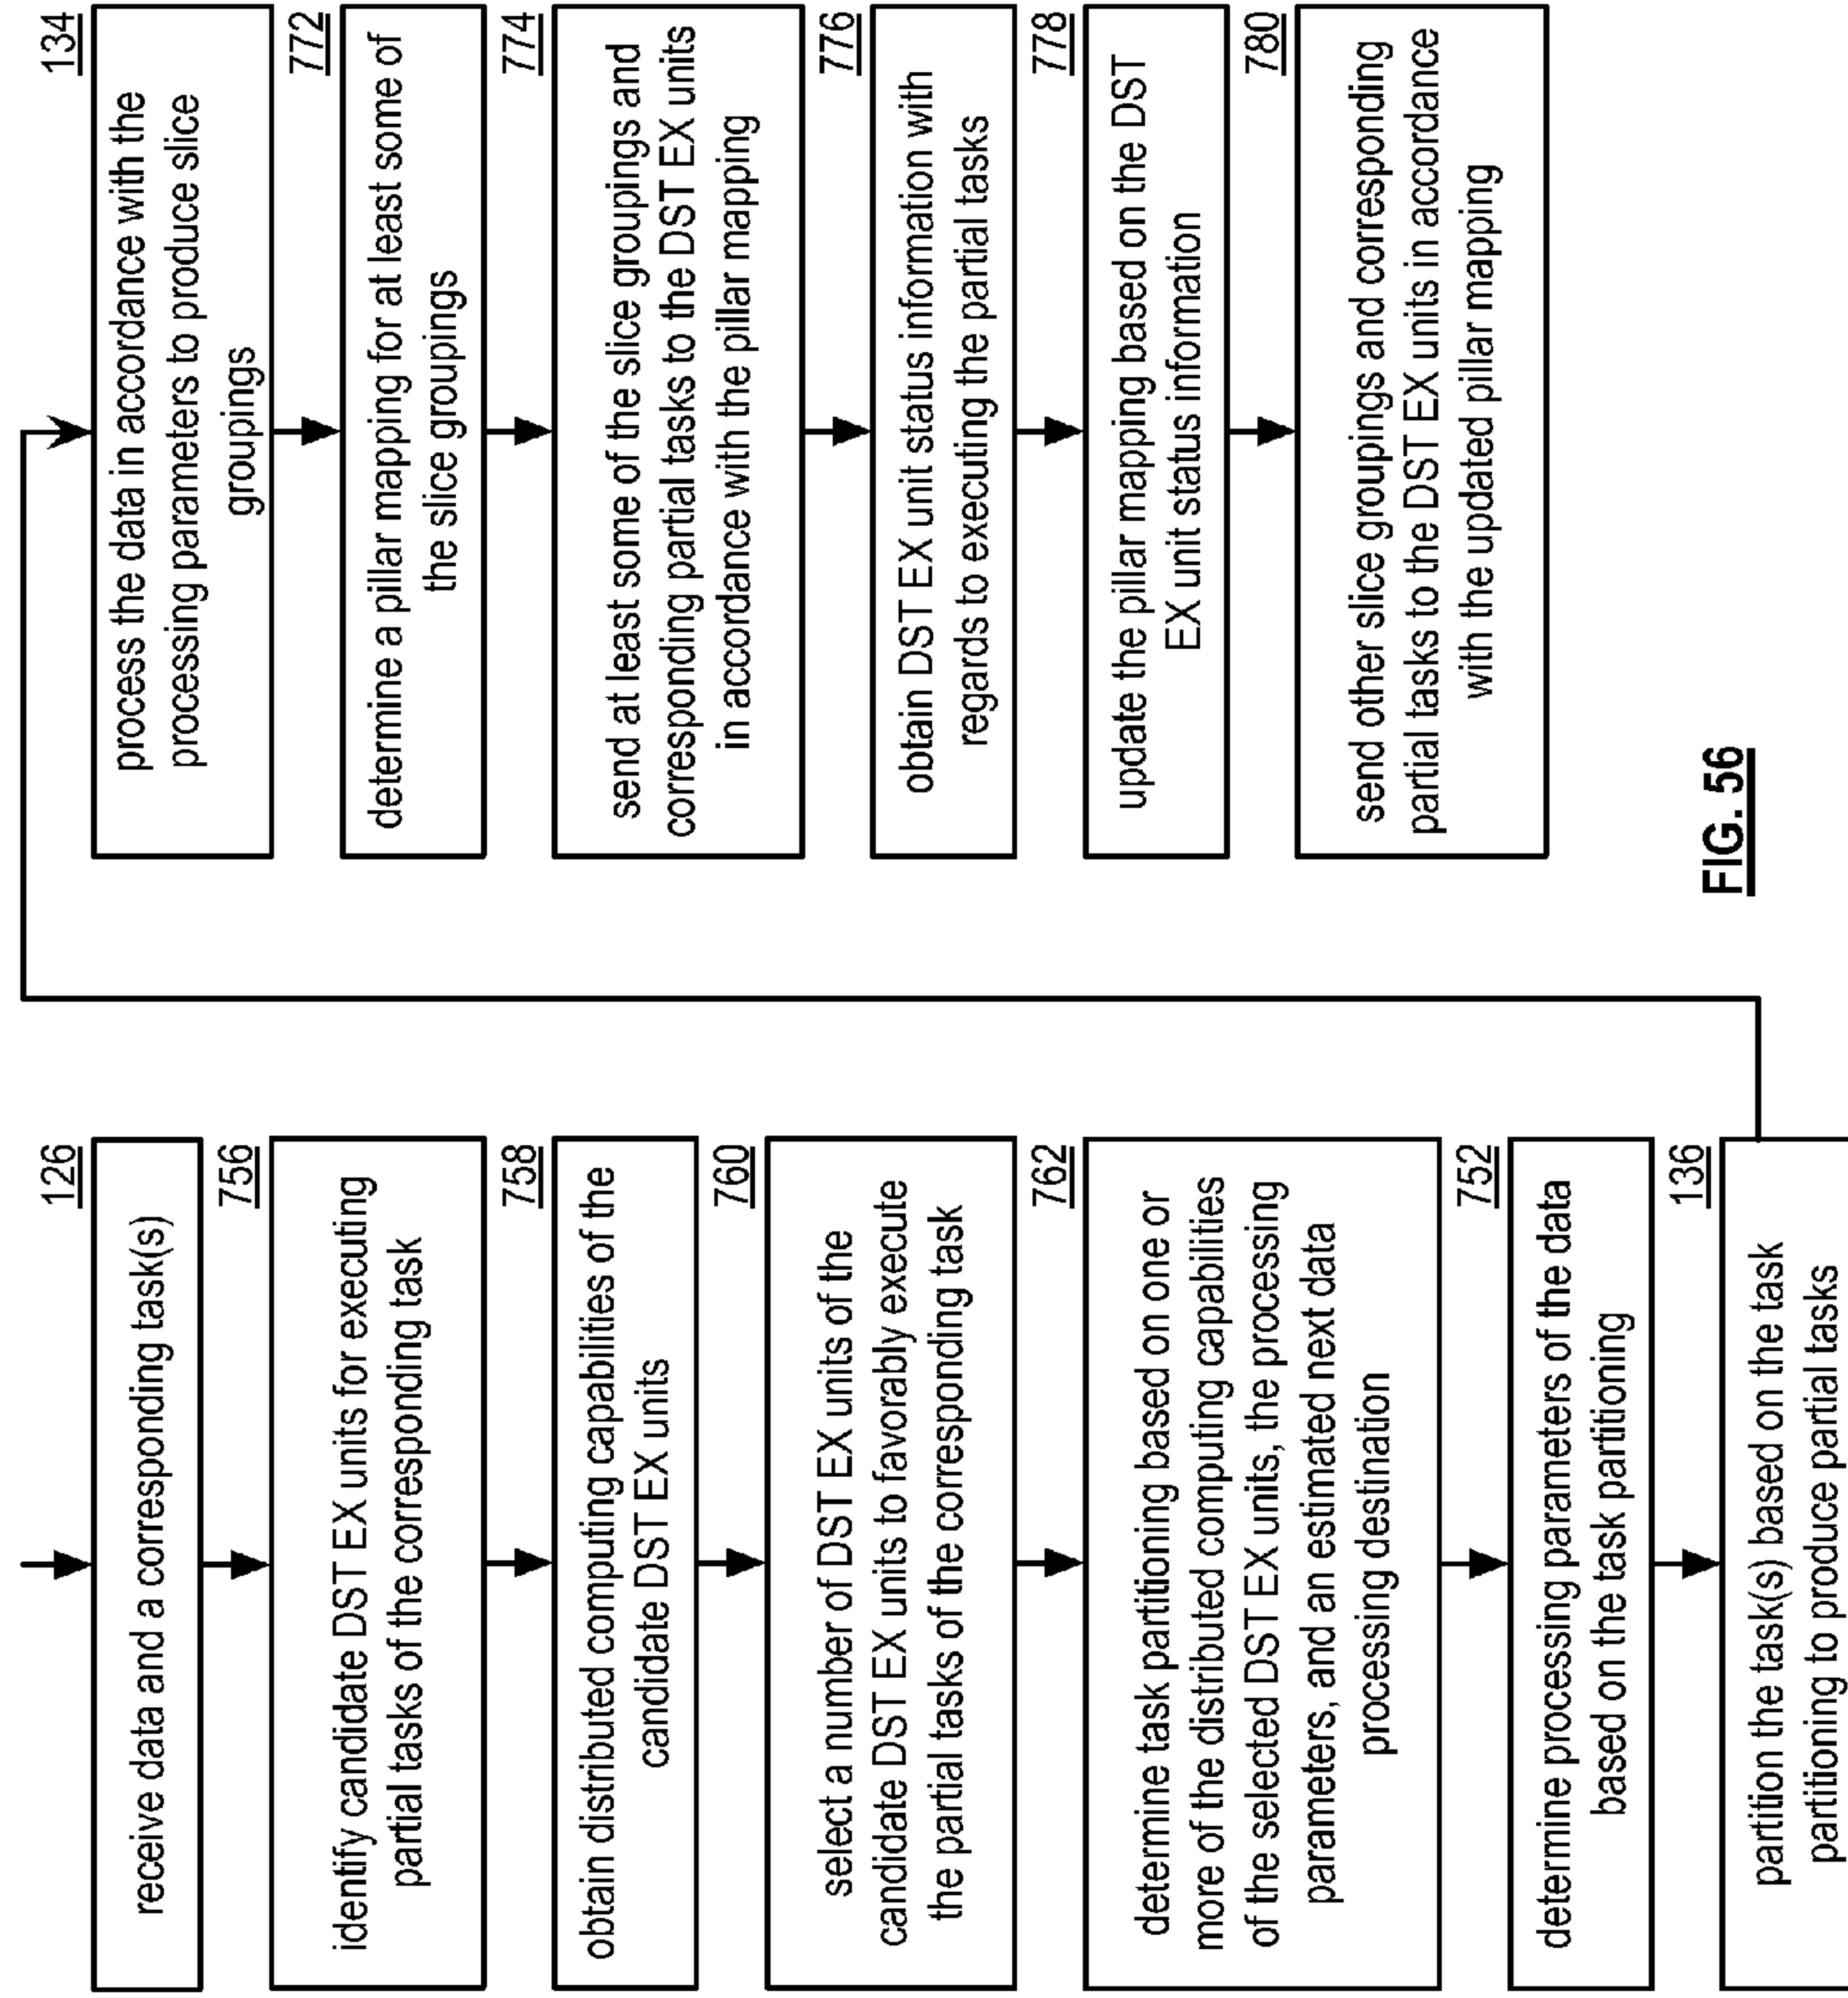 126
receive data and a corresponding task(s)
756
identify candidate DST EX units for executing
partial tasks of the corresponding task
758
obtain distributed computing capabilities of the
candidate DST EX units
760
select a number of DST EX units of the
candidate DST EX units to favorably execute
the partial tasks of the corresponding task
762
determine task partitioning based on one or
more of the distributed computing capabilities
of the selected DST EX units, the processing
parameters, and an estimated next data
processing destination
752
determine processing parameters of the data
based on the task partitioning
136
partition the task(s) based on the task
partitioning to produce partial tasks
134
process the data in accordance with the
processing parameters to produce slice
groupings
772
determine a pillar mapping for at least some of
the slice groupings
774
send at least some of the slice groupings and
corresponding partial tasks to the DST EX units
in accordance with the pillar mapping
776
obtain DST EX unit status information with
regards to executing the partial tasks
778
update the pillar mapping based on the DST
EX unit status information
780
send other slice groupings and corresponding
partial tasks to the DST EX units in accordance
with the updated pillar mapping
FIG. 56